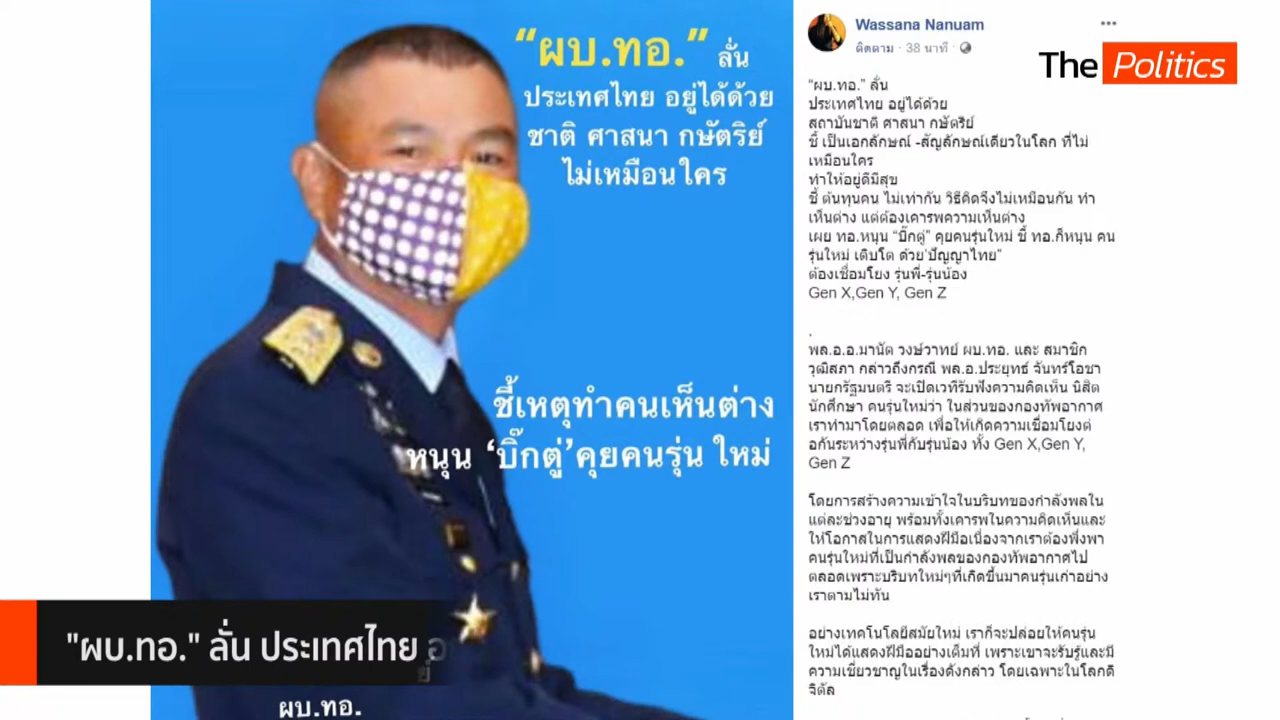 “ผบ.ทอ.” ลั่น
ประเทศไทย อยู่ได้ด้วย
ชาติ ศาสนา กษัตริย์
ไม่เหมือนใคร
ชี้เหตุทำคนเห็นต่าง
หนุน ‘บิ๊กตู่’คุยคนรุ่น ใหม่
"ผบ.ทอ." ลั่น ประเทศไทย
ผบ.ทอ.
Wassana Nanuam
ติดตาม · 38 นาที ·
The Politics
“ผบ.ทอ.” ลั่น
ประเทศไทย อยู่ได้ด้วย
สถาบันชาติ ศาสนา กษัตริย์
ชี้ เป็นเอกลักษณ์ -สัญลักษณ์เดียวในโลก ที่ไม่
เหมือนใคร
ทำให้อยู่ดีมีสุข
ชี้ ต้นทุนคน ไม่เท่ากัน วิธีคิดจึงไม่เหมือนกัน ทำ
เห็นต่าง แต่ต้องเคารพความเห็นต่าง
เผย ทอ.หนุน “บิ๊กตู่” คุยคนรุ่นใหม่ ชี้ ทอ.ก็หนุน คน
รุ่นใหม่ เติบโต ด้วย'ปัญญาไทย”
ต้องเชื่อมโยง รุ่นพี่-รุ่นน้อง
Gen X,Gen Y, Gen Z
.
พล.อ.อ.มานัต วงษ์วาทย์ ผบ.ทอ. และ สมาชิก
วุฒิสภา กล่าวถึงกรณี พล.อ.ประยุทธ์ จันทร์โอชา
นายกรัฐมนตรี จะเปิดเวทีรับฟังความคิดเห็น นิสิต
นักศึกษา คนรุ่นใหม่ว่า ในส่วนของกองทัพอากาศ
เราทำมาโดยตลอด เพื่อให้เกิดความเชื่อมโยงต่
อกันระหว่างรุ่นพี่กับรุ่นน้อง ทั้ง Gen X,Gen Y,
Gen Z
โดยการสร้างความเข้าใจในบริบทของกำลังพลใน
แต่ละช่วงอายุ พร้อมทั้งเคารพในความคิดเห็นและ
ให้โอกาสในการแสดงฝีมือเนื่องจากเราต้องพึ่งพา
คนรุ่นใหม่ที่เป็นกำลังพลของกองทัพอากาศไป
ตลอดเพราะบริบทใหม่ๆที่เกิดขึ้นมาคนรุ่นเก่าอย่าง
เราตามไม่ทัน
อย่างเทคโนโลยีสมัยใหม่ เราก็จะปล่อยให้คนรุ่น
ใหม่ได้แสดงฝีมืออย่างเต็มที่ เพราะเขาจะรับรู้และมี
ความเชี่ยวชาญในเรื่องดังกล่าว โดยเฉพาะในโลกดิ
จิตัล